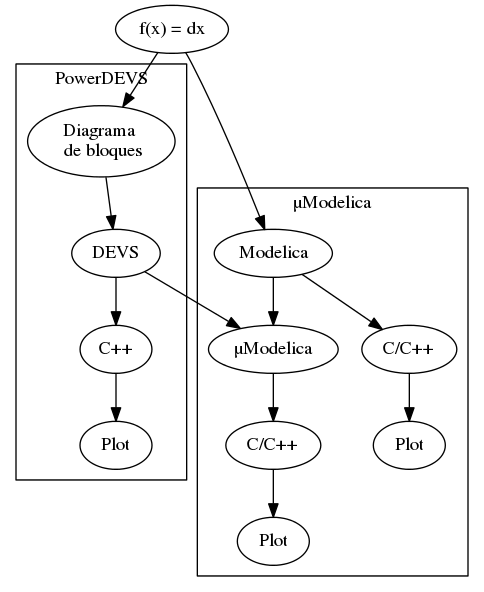 f(x) = dx
PowerDEVS
Diagrama
de bloques
DEVS
C++
Plot
μModelica
Modelica
μModelica
C/C++
C/C++
Plot
Plot